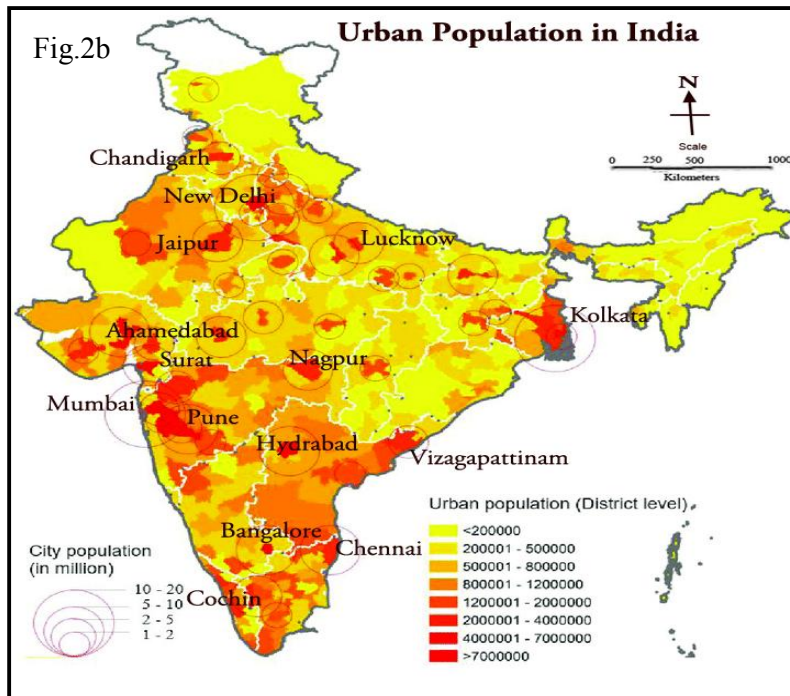 Urban Population in India
Fig.2b
N
Scale
0 250 500 1000
Kilometers
Chandigarh
New Delhi
Jaipur
Lucknow
Ahamedabad
Kolkata
Surat
Nagpur
Mumbai
Pune
Hydrabad
Vizagapattinam
Bangalore
Chennai
Cochin
Urban population (District level)
<200000
200001 - 500000
500001 - 800000
800001 - 1200000
1200001 - 2000000
2000001 - 4000000
4000001 - 7000000
>7000000
City population
(in million)
10 - 20
5 - 10
2 - 5
1 - 2